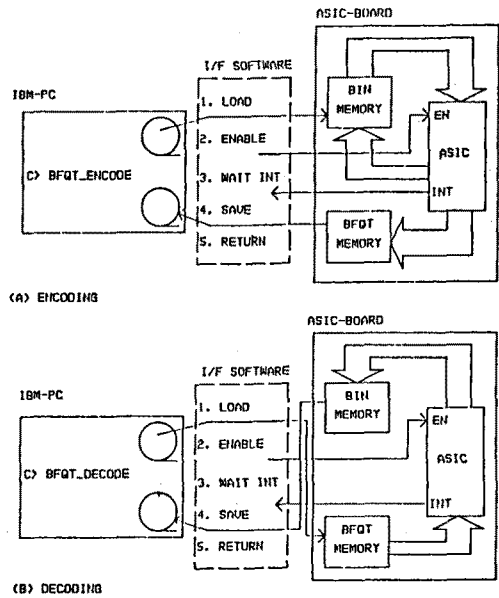 ASIC-BOARD
I/F SOFTWARE
IBM-PC
1. LOAD
BIN
MEMORY
2. ENABLE
EN
ASIC
C> BFQT_ENCODE
3. WAIT INT
INT
4. SAVE
BFQT
MEMORY
5. RETURN
(A) ENCODING
ASIC-BOARD
I/F SOFTWARE
IBM-PC
1. LOAD
BIN
MEMORY
2. ENABLE
EN
ASIC
C> BFQT_DECODE
3. WAIT INT
INT
4. SAVE
BFQT
MEMORY
5. RETURN
(B) DECODING